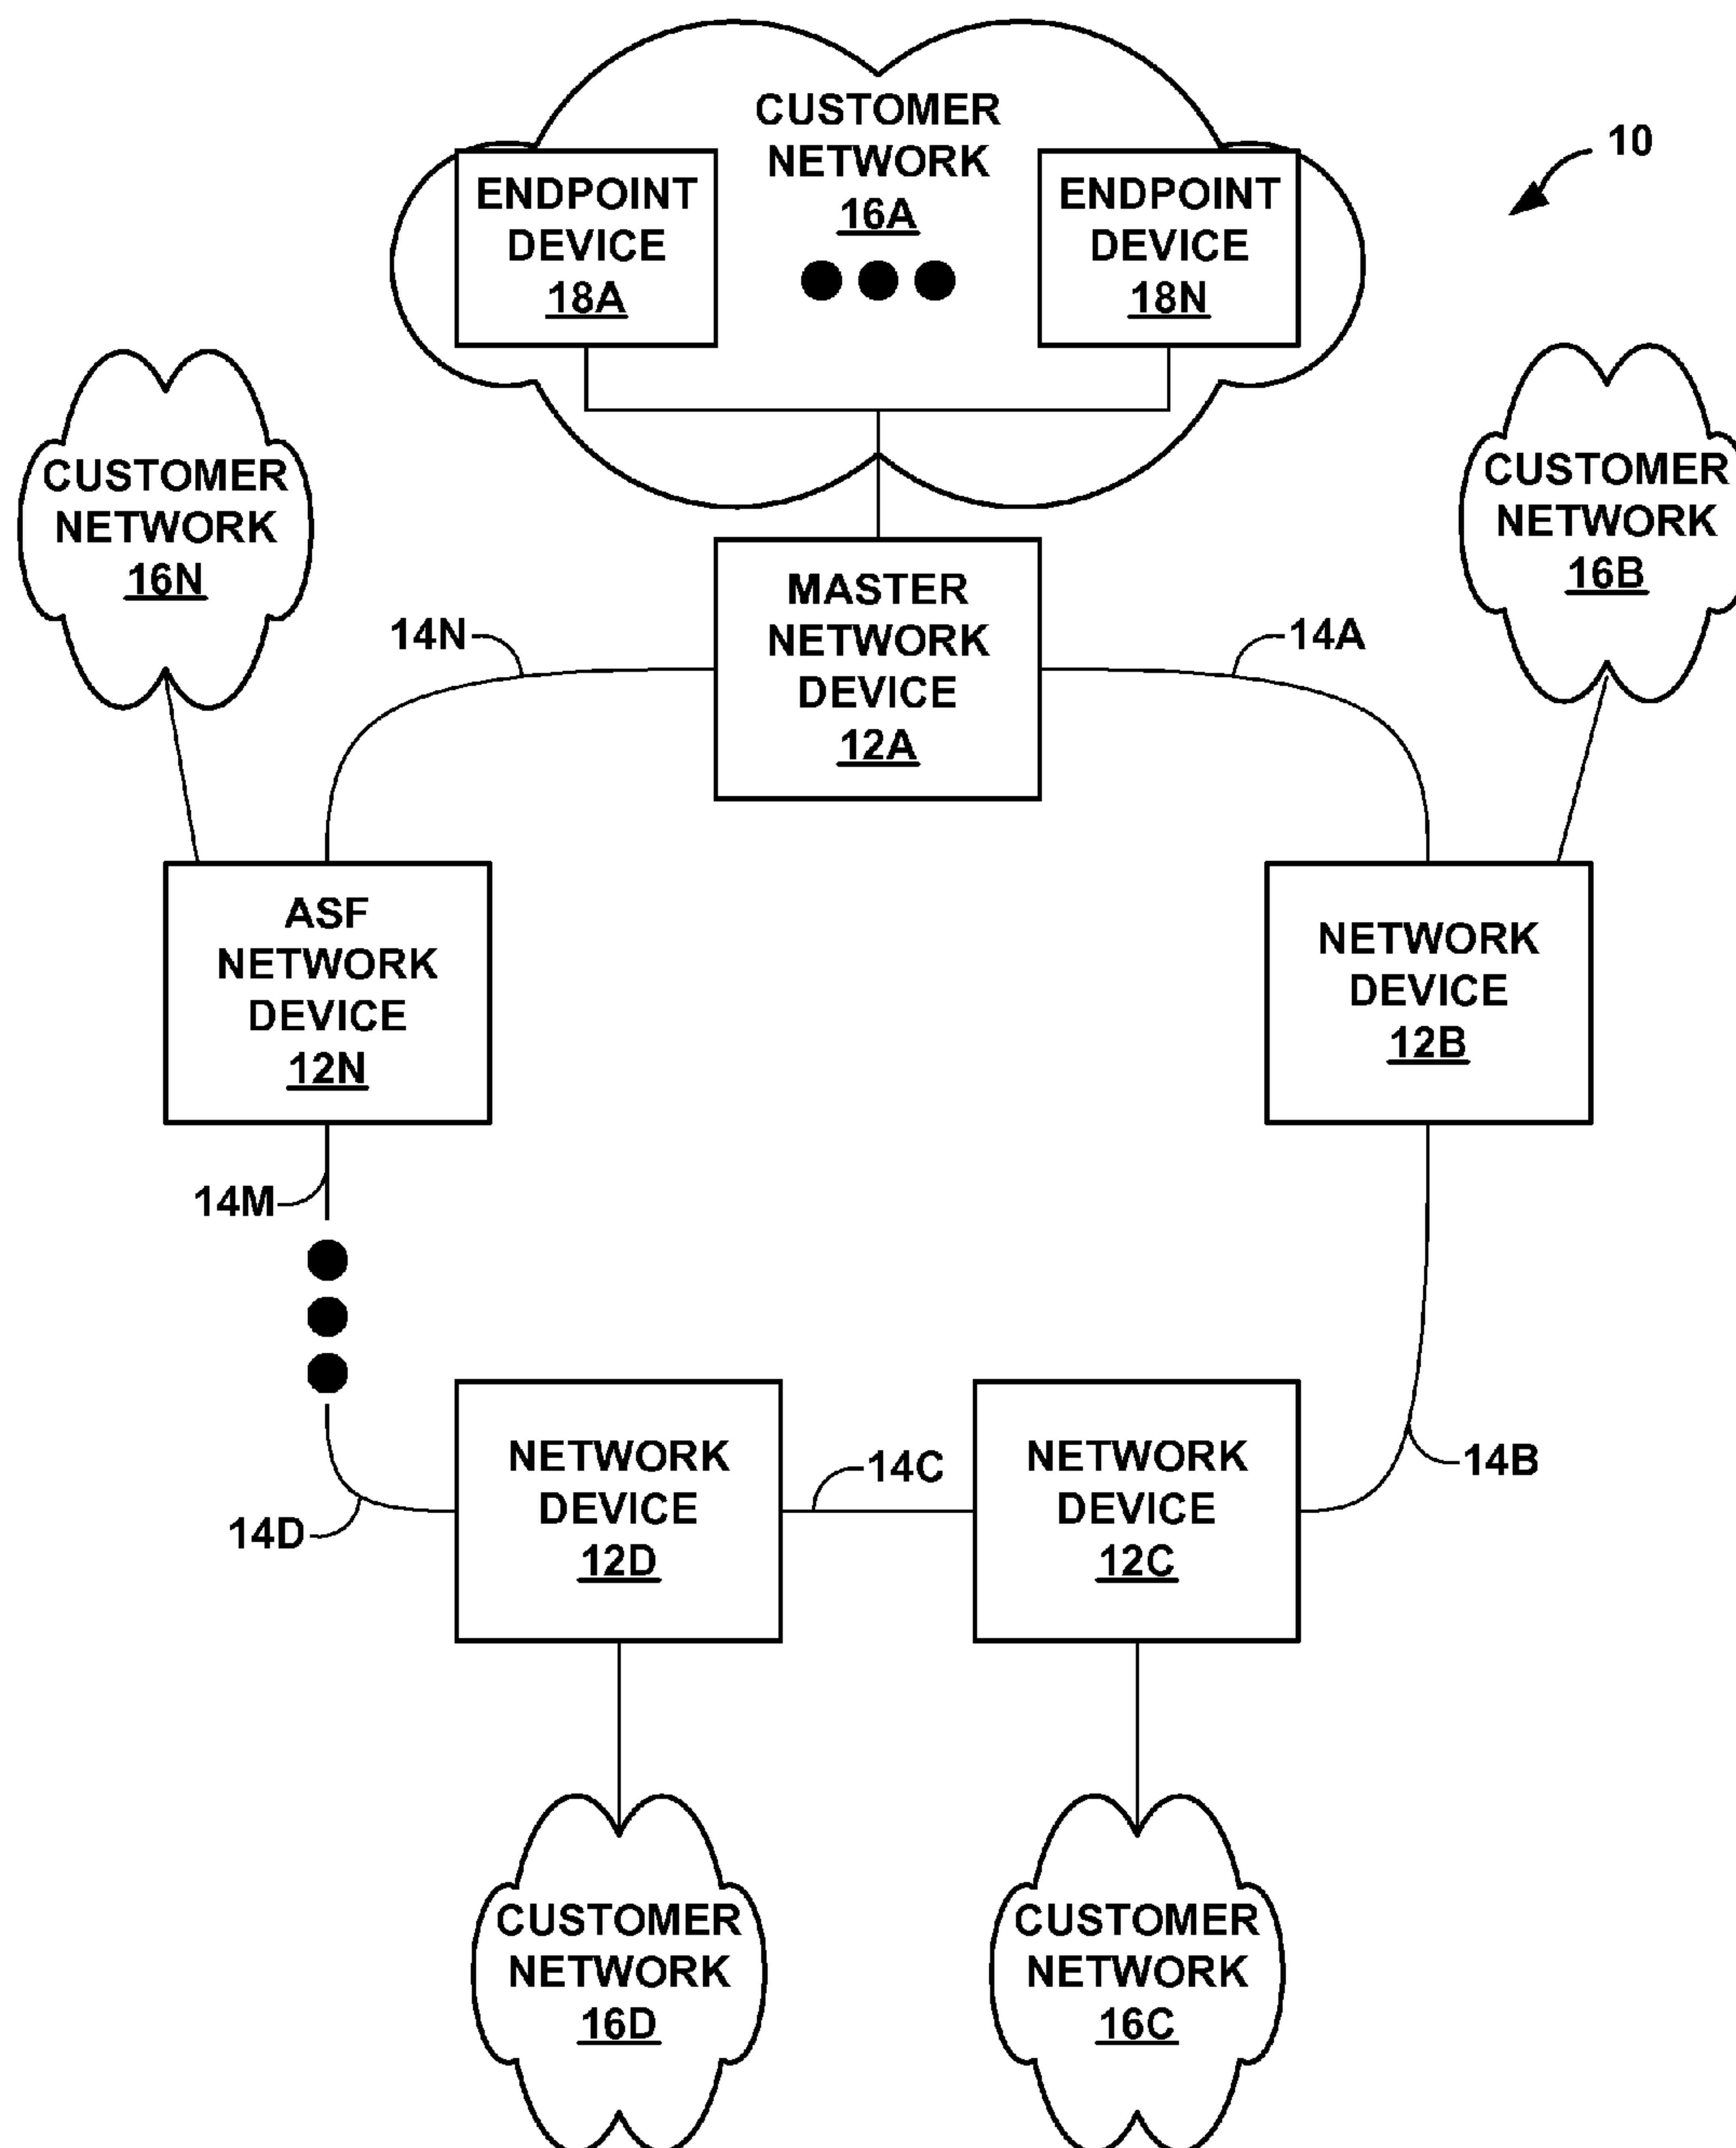 CUSTOMER
NETWORK
16A
10
ENDPOINT
DEVICE
18A
ENDPOINT
DEVICE
18N
CUSTOMER
NETWORK
16N
CUSTOMER
NETWORK
16B
MASTER
NETWORK
DEVICE
12A
14N
14A
ASF
NETWORK
DEVICE
12N
NETWORK
DEVICE
12B
14M
NETWORK
DEVICE
12D
14C
NETWORK
DEVICE
12C
14B
14D
CUSTOMER
NETWORK
16D
CUSTOMER
NETWORK
16C